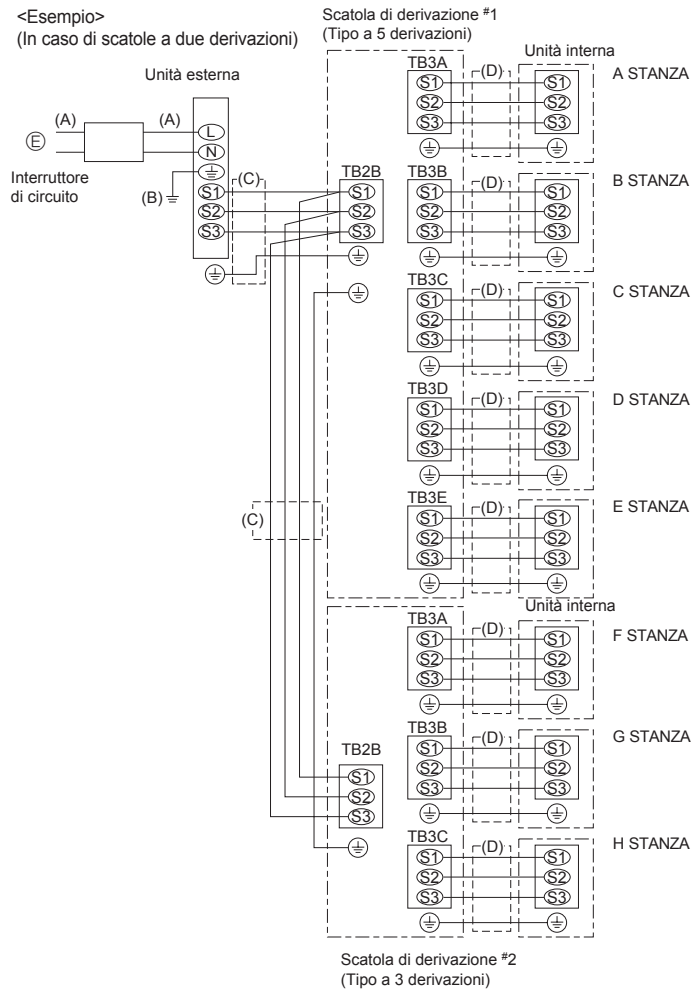 <Esempio>
(In caso di scatole a due derivazioni)
Scatola di derivazione #1
(Tipo a 5 derivazioni)
Unità esterna
Unità interna
(A)
(A)
E
Interruttore
di circuito
(B)
L
N
S1
S2
S3
(C)
TB2B
S1
S2
S3
TB3A
S1
S2
S3
(D)
S1
S2
S3
A STANZA
TB3B
S1
S2
S3
(D)
S1
S2
S3
B STANZA
TB3C
S1
S2
S3
(D)
S1
S2
S3
C STANZA
TB3D
S1
S2
S3
(D)
S1
S2
S3
D STANZA
TB3E
S1
S2
S3
(D)
S1
S2
S3
E STANZA
(C)
Unità interna
TB3A
S1
S2
S3
(D)
S1
S2
S3
F STANZA
TB2B
S1
S2
S3
TB3B
S1
S2
S3
(D)
S1
S2
S3
G STANZA
TB3C
S1
S2
S3
(D)
S1
S2
S3
H STANZA
Scatola di derivazione #2
(Tipo a 3 derivazioni)